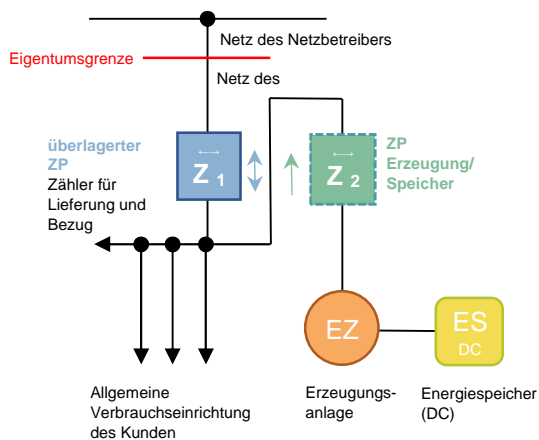 Netz des Netzbetreibers
Eigentumsgrenze
Netz des
überlagerter
ZP
Zähler für
Lieferung und
Bezug
Z 1
Z 2
ZP
Erzeugung/
Speicher
EZ
ES
DC
Allgemeine
Verbrauchseinrichtung
des Kunden
Erzeugungs-
anlage
Energiespeicher
(DC)